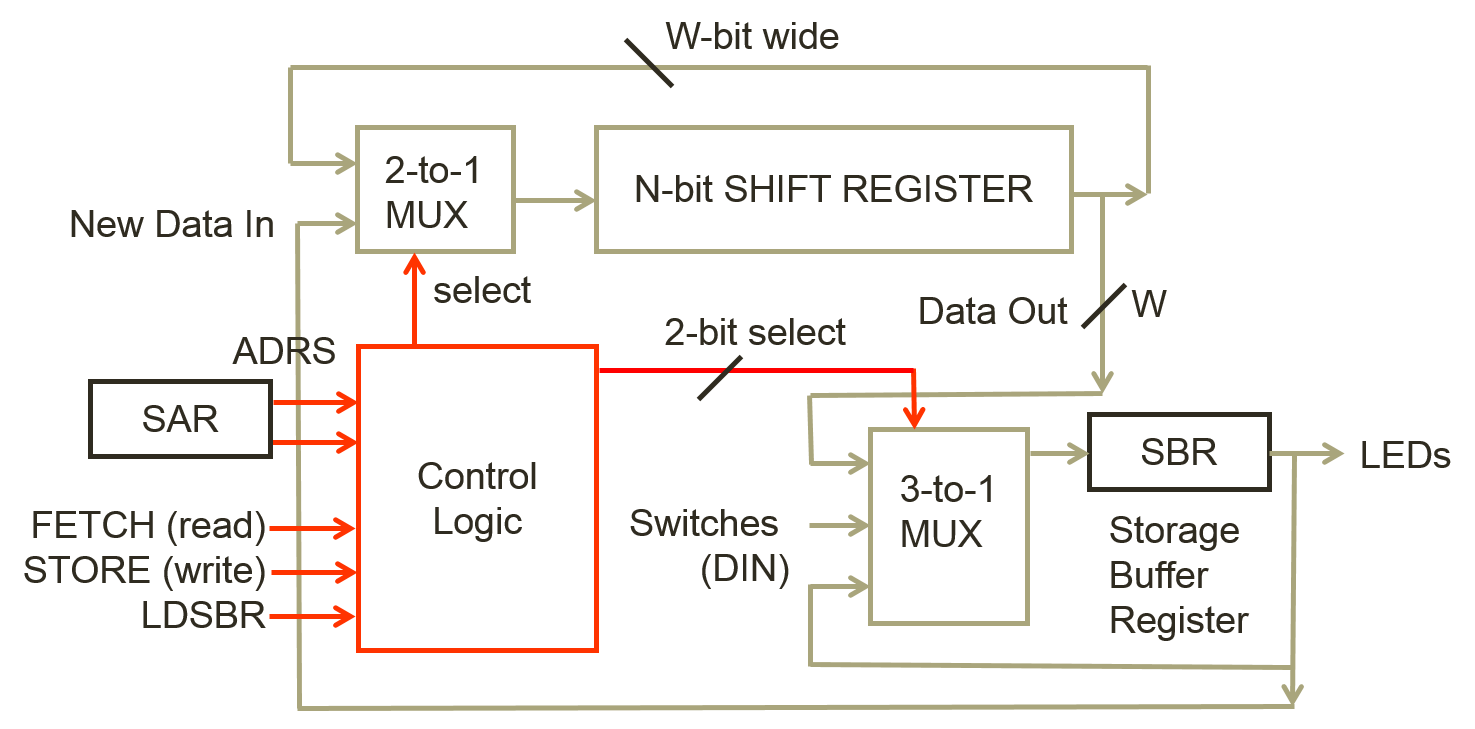 W-bit wide
2-to-1
MUX
N-bit SHIFT REGISTER
New Data In
select
Data Out
W
2-bit select
ADRS
SAR
Control
Logic
FETCH (read)
STORE (write)
LDSBR
Switches
(DIN)
3-to-1
MUX
SBR
LEDs
Storage
Buffer
Register